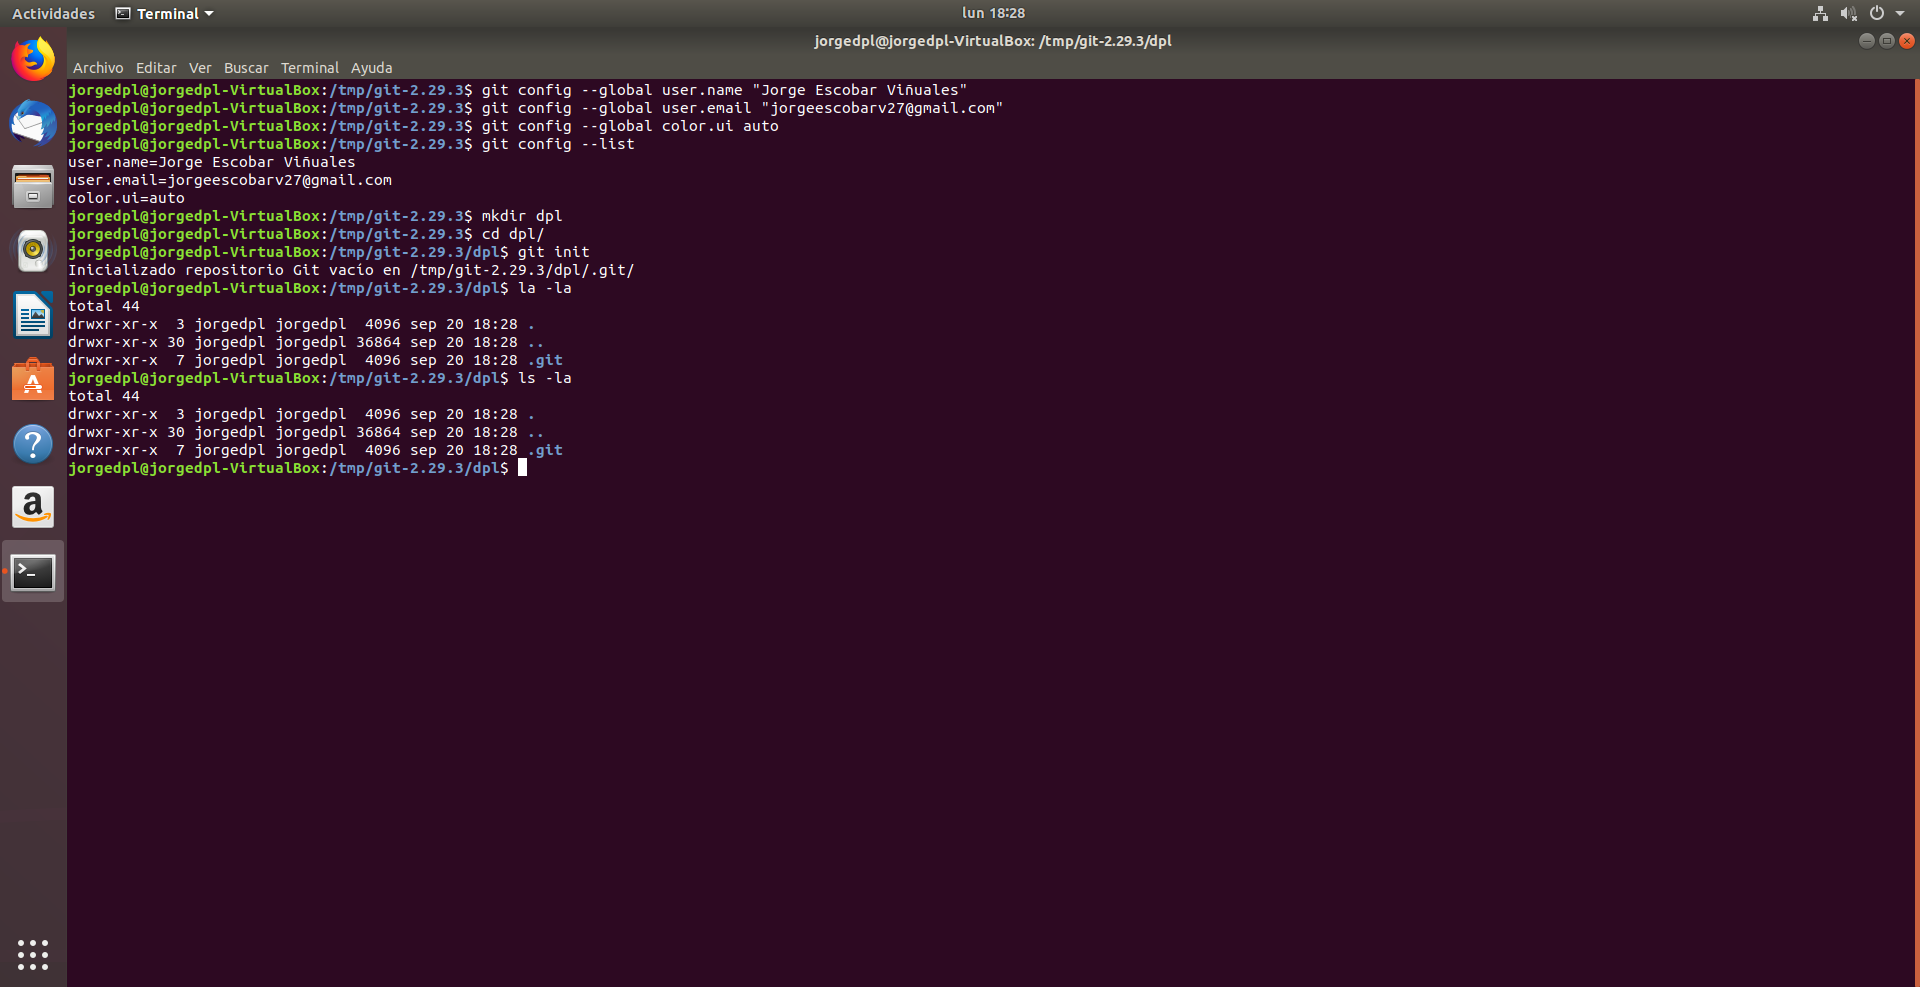 Actividades Terminal lun 18:28
jorgedpl@jorgedpl-VirtualBox: /tmp/git-2.29.3/dpl
Archivo Editar Ver Buscar Terminal Ayuda
jorgedpl@jorgedpl-VirtualBox:/tmp/git-2.29.3$ git config --global user.name "Jorge Escobar Viñuales"
jorgedpl@jorgedpl-VirtualBox:/tmp/git-2.29.3$ git config --global user.email "jorgeescobarv27@gmail.com"
jorgedpl@jorgedpl-VirtualBox:/tmp/git-2.29.3$ git config --global color.ui auto
jorgedpl@jorgedpl-VirtualBox:/tmp/git-2.29.3$ git config --list
user.name=Jorge Escobar Viñuales
user.email=jorgeescobarv27@gmail.com
color.ui=auto
jorgedpl@jorgedpl-VirtualBox:/tmp/git-2.29.3$ mkdir dpl
jorgedpl@jorgedpl-VirtualBox:/tmp/git-2.29.3$ cd dpl/
jorgedpl@jorgedpl-VirtualBox:/tmp/git-2.29.3/dpl$ git init
Inicializado repositorio Git vacío en /tmp/git-2.29.3/dpl/.git/
jorgedpl@jorgedpl-VirtualBox:/tmp/git-2.29.3/dpl$ la -la
total 44
drwxr-xr-x  3 jorgedpl jorgedpl  4096 sep 20 18:28 .
drwxr-xr-x 30 jorgedpl jorgedpl 36864 sep 20 18:28 ..
drwxr-xr-x  7 jorgedpl jorgedpl  4096 sep 20 18:28 .git
jorgedpl@jorgedpl-VirtualBox:/tmp/git-2.29.3/dpl$ ls -la
total 44
drwxr-xr-x  3 jorgedpl jorgedpl  4096 sep 20 18:28 .
drwxr-xr-x 30 jorgedpl jorgedpl 36864 sep 20 18:28 ..
drwxr-xr-x  7 jorgedpl jorgedpl  4096 sep 20 18:28 .git
jorgedpl@jorgedpl-VirtualBox:/tmp/git-2.29.3/dpl$